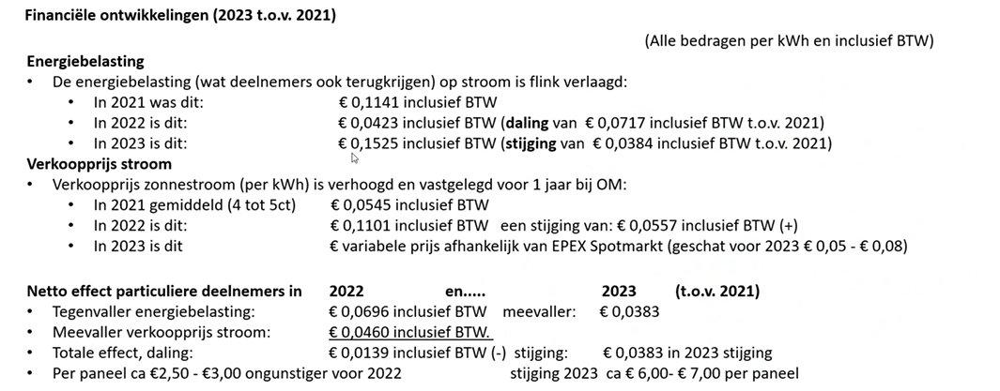 Financiële ontwikkelingen (2023 t.o.v. 2021)
(Alle bedragen per kWh en inclusief BTW)
Energiebelasting
• De energiebelasting (wat deelnemers ook terugkrijgen) op stroom is flink verlaagd:
• In 2021 was dit: € 0,1141 inclusief BTW
• In 2022 is dit: € 0,0423 inclusief BTW (daling van € 0,0717 inclusief BTW t.o.v. 2021)
• In 2023 is dit: € 0,1525 inclusief BTW (stijging van € 0,0384 inclusief BTW t.o.v. 2021)
Verkoopprijs stroom
• Verkoopprijs zonnestroom (per kWh) is verhoogd en vastgelegd voor 1 jaar bij OM:
• In 2021 gemiddeld (4 tot 5ct) € 0,0545 inclusief BTW
• In 2022 is dit: € 0,1101 inclusief BTW een stijging van: € 0,0557 inclusief BTW (+)
• In 2023 is dit € variabele prijs afhankelijk van EPEX Spotmarkt (geschat voor 2023 € 0,05 - € 0,08)
Netto effect particuliere deelnemers in 2022 en..... 2023 (t.o.v. 2021)
• Tegenvaller energiebelasting: € 0,0696 inclusief BTW meevaller: € 0,0383
• Meevaller verkoopprijs stroom: € 0,0460 inclusief BTW.
• Totale effect, daling: € 0,0139 inclusief BTW (-) stijging: € 0,0383 in 2023 stijging
• Per paneel ca €2,50 - €3,00 ongunstiger voor 2022 stijging 2023 ca € 6,00- € 7,00 per paneel